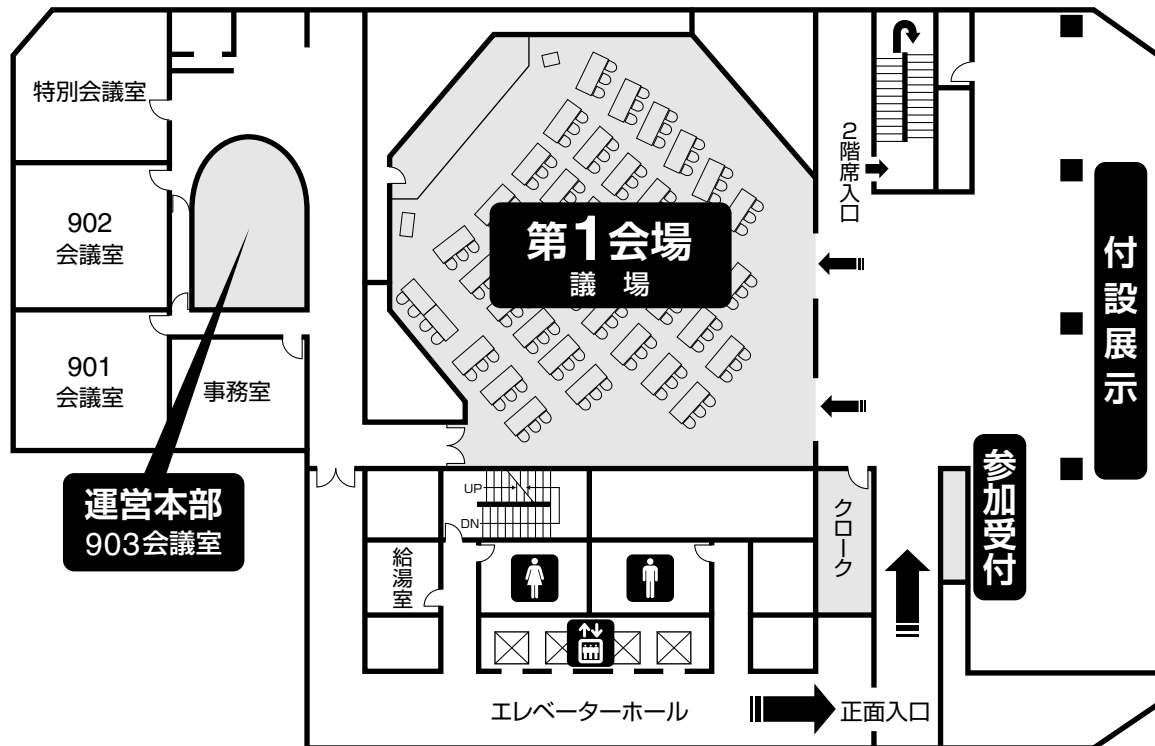 特別会議室
902
会議室
901
会議室
事務室
運営本部
903会議室
第1会場
議 場
2階席入口
付設展示
参加受付
クローク
UP
DN
給湯室
エレベーターホール
正面入口